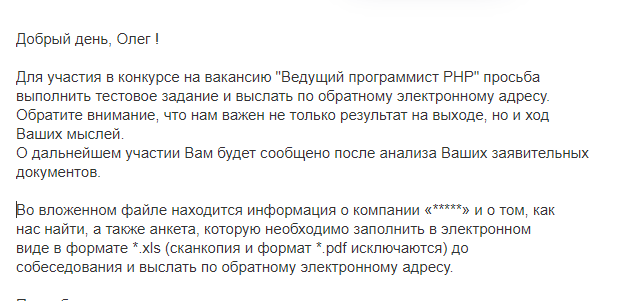 Добрый день, Олег !
Для участия в конкурсе на вакансию "Ведущий программист PHP" просьба
выполнить тестовое задание и выслать по обратному электронному адресу.
Обратите внимание, что нам важен не только результат на выходе, но и ход
Ваших мыслей.
О дальнейшем участии Вам будет сообщено после анализа Ваших заявительных
документов.
Во вложенном файле находится информация о компании «*****» и о том, как
нас найти, а также анкета, которую необходимо заполнить в электронном
виде в формате *.xls (сканкопия и формат *.pdf исключаются) до
собеседования и выслать по обратному электронному адресу.